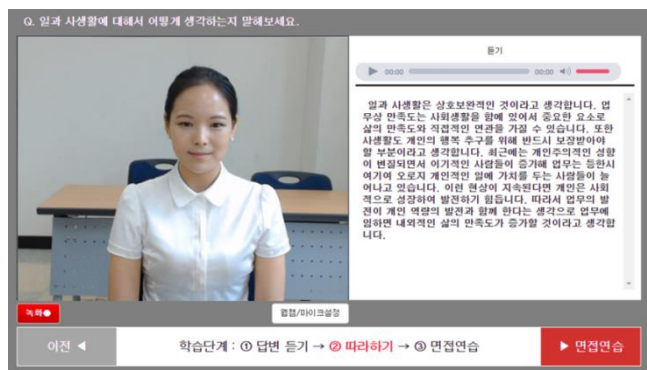 Q. 일과 사생활에 대해서 어떻게 생각하는지 말해보세요.
듣기
00:00
00:00
일과 사생활은 상호보완적인 것이라고 생각합니다. 업
무상 만족도는 사회생활을 함에 있어서 중요한 요소로
삶의 만족도와 직접적인 연관을 가질 수 있습니다. 또한
사생활도 개인의 행복 추구를 위해 반드시 보장받아야
할 부분이라고 생각합니다. 최근에는 개인주의적인 성향
이 변질되면서 이기적인 사람들이 증가해 업무는 등한시
여기며 오로지 개인적인 일에 가치를 두는 사람들이 늘
어나고 있습니다. 이런 현상이 지속된다면 개인은 사회
적으로 성장하여 발전하기 힘듭니다. 따라서 업무의 발
전이 개인 역량의 발전과 함께 한다는 생각으로 업무에
임하면 내외적인 삶의 만족도가 증가할 것이라고 생각합
니다.
녹화●
웹캠/마이크설정
이전 ◀
학습단계 : ① 답변 듣기 → ② 따라하기 → ③ 면접연습
▶ 면접연습